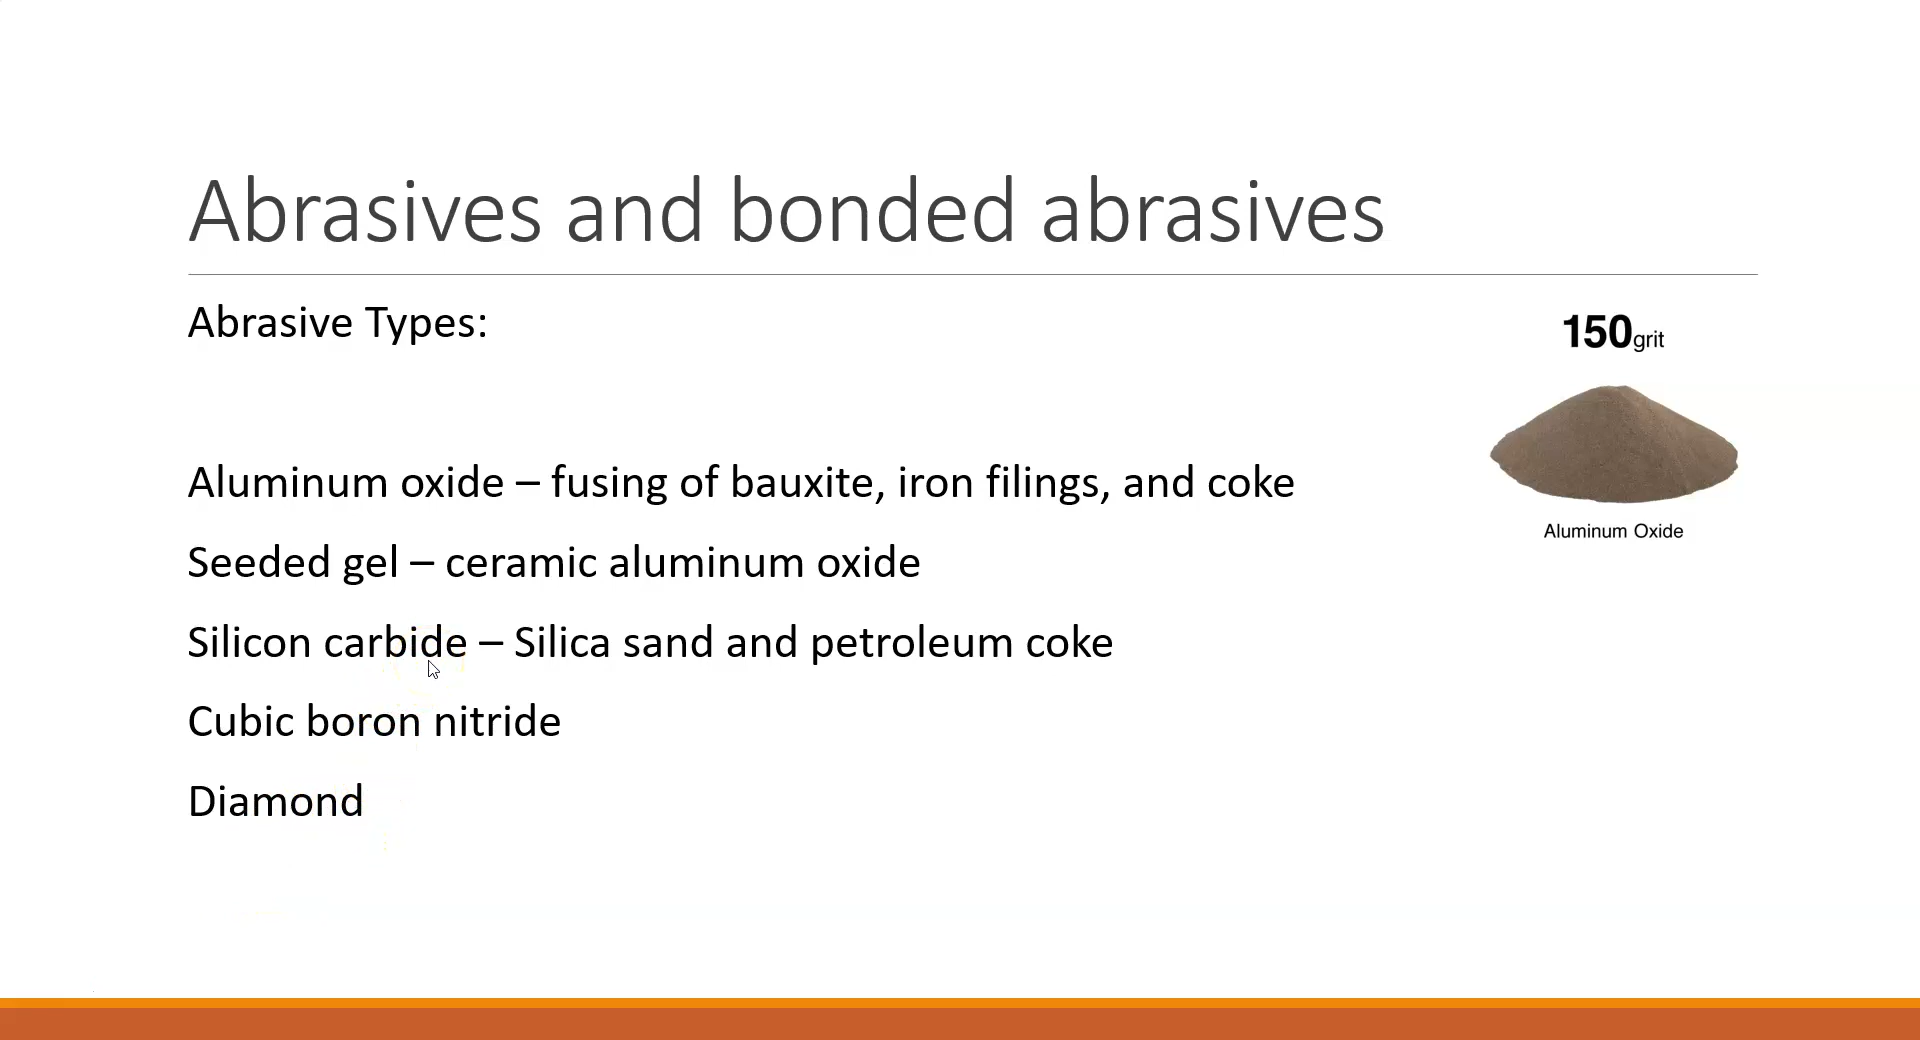 Abrasives and bonded abrasives
Abrasive Types:
150grit
Aluminum oxide – fusing of bauxite, iron filings, and coke
Aluminum Oxide
Seeded gel – ceramic aluminum oxide
Silicon carbide – Silica sand and petroleum coke
Cubic boron nitride
Diamond